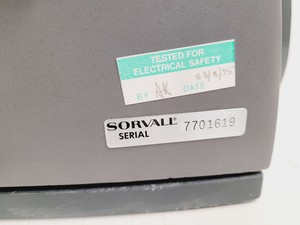 TESTED FOR
ELECTRICAL SAFETY
BY AK DATE
SORVALL®
SERIAL 7701619